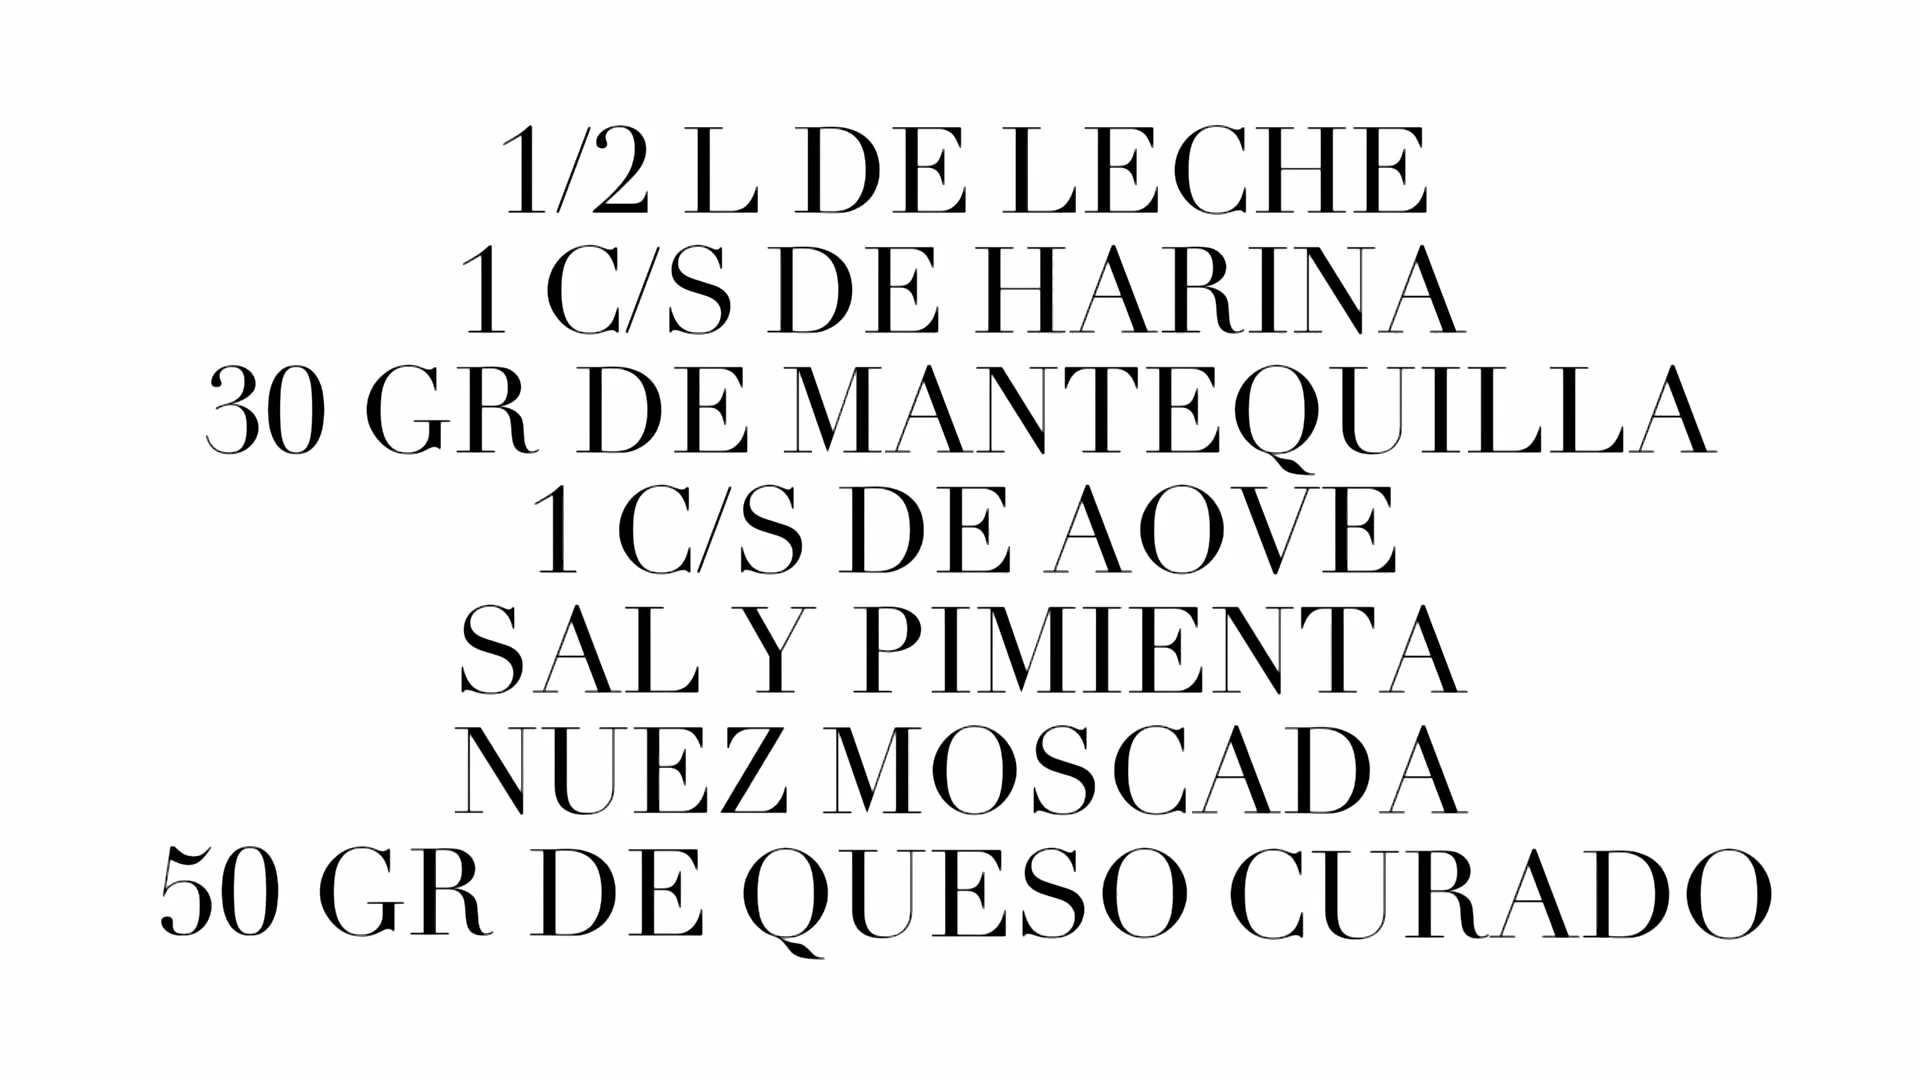 1/2 L DE LECHE
1 C/S DE HARINA
30 GR DE MANTEQUILLA
1 C/S DE AOVE
SAL Y PIMIENTA
NUEZ MOSCADA
50 GR DE QUESO CURADO